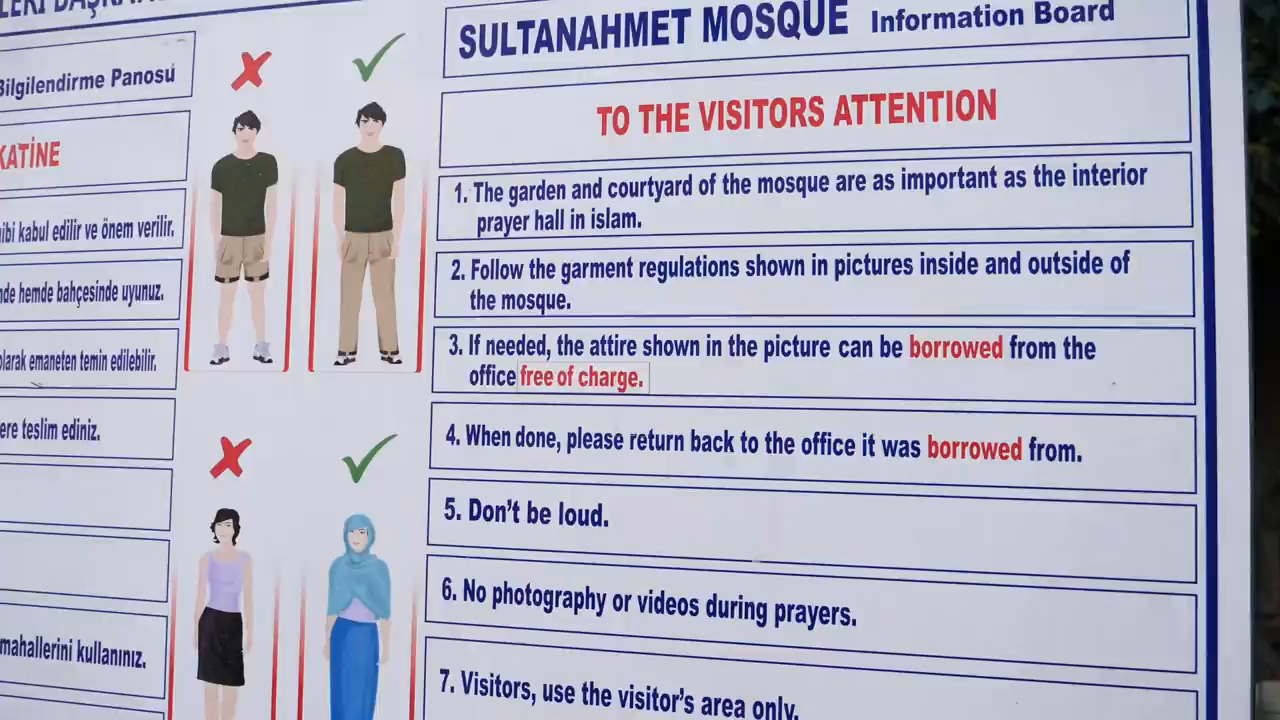 LERİ
Bilgilendirme Panosu
KATİNE
gibi kabul edilir ve önem verilir.
nde hemde bahçesinde uyunuz.
olarak emaneten temin edilebilir.
ere teslim ediniz.
mahallerini kullanınız.
SULTANAHMET MOSQUE Information Board
TO THE VISITORS ATTENTION
1. The garden and courtyard of the mosque are as important as the interior
prayer hall in islam.
2. Follow the garment regulations shown in pictures inside and outside of
the mosque.
3. If needed, the attire shown in the picture can be borrowed from the
office free of charge.
4. When done, please return back to the office it was borrowed from.
5. Don't be loud.
6. No photography or videos during prayers.
7. Visitors, use the visitor's area only.